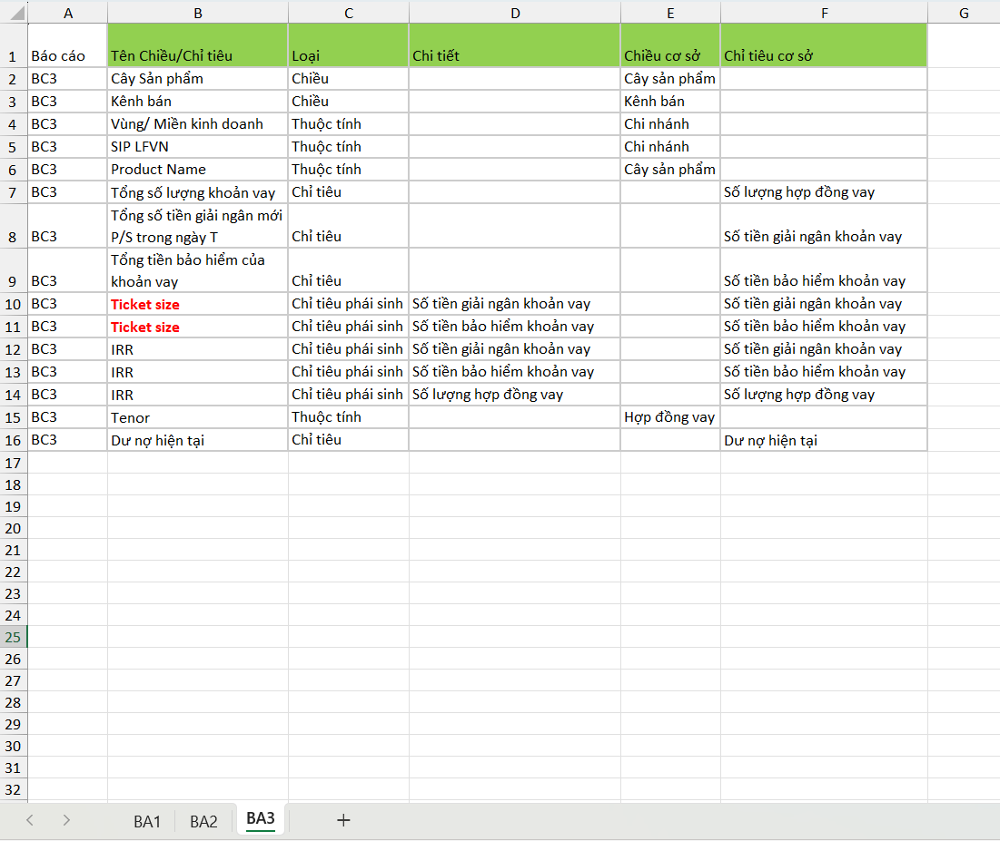 A B C D E F G
1 Báo cáo Tên Chiều/Chỉ tiêu Loại Chi tiết Chiều cơ sở Chỉ tiêu cơ sở
2 BC3 Cây Sản phẩm Chiều Cây sản phẩm
3 BC3 Kênh bán Chiều Kênh bán
4 BC3 Vùng/ Miền kinh doanh Thuộc tính Chi nhánh
5 BC3 SIP LFVN Thuộc tính Chi nhánh
6 BC3 Product Name Thuộc tính Cây sản phẩm
7 BC3 Tổng số lượng khoản vay Chỉ tiêu Số lượng hợp đồng vay
Tổng số tiền giải ngân mới
8 BC3 P/S trong ngày T Chỉ tiêu Số tiền giải ngân khoản vay
Tổng tiền bảo hiểm của
9 BC3 khoản vay Chỉ tiêu Số tiền bảo hiểm khoản vay
10 BC3 Ticket size Chỉ tiêu phái sinh Số tiền giải ngân khoản vay Số tiền giải ngân khoản vay
11 BC3 Ticket size Chỉ tiêu phái sinh Số tiền bảo hiểm khoản vay Số tiền bảo hiểm khoản vay
12 BC3 IRR Chỉ tiêu phái sinh Số tiền giải ngân khoản vay Số tiền giải ngân khoản vay
13 BC3 IRR Chỉ tiêu phái sinh Số tiền bảo hiểm khoản vay Số tiền bảo hiểm khoản vay
14 BC3 IRR Chỉ tiêu phái sinh Số lượng hợp đồng vay Số lượng hợp đồng vay
15 BC3 Tenor Thuộc tính Hợp đồng vay
16 BC3 Dư nợ hiện tại Chỉ tiêu Dư nợ hiện tại
17
18
19
20
21
22
23
24
25
26
27
28
29
30
31
32
BA1 BA2 BA3 +